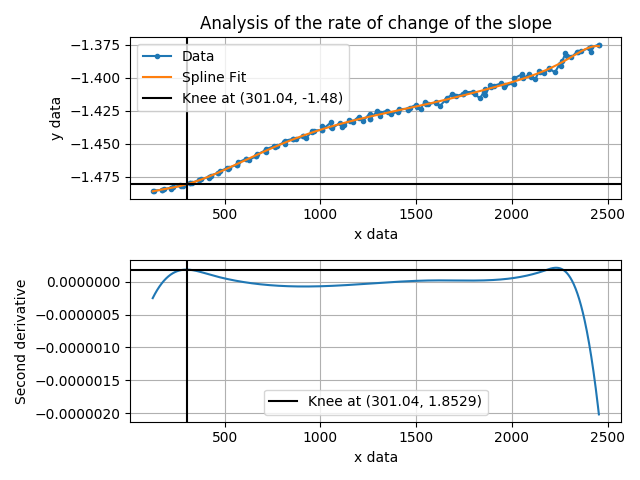 Analysis of the rate of change of the slope
−1.375
−1.400
−1.425
−1.450
−1.475
y data
Data
Spline Fit
Knee at (301.04, -1.48)
500
1000
1500
2000
2500
x data
0.0000000
−0.0000005
−0.0000010
−0.0000015
−0.0000020
Second derivative
Knee at (301.04, 1.8529)
500
1000
1500
2000
2500
x data